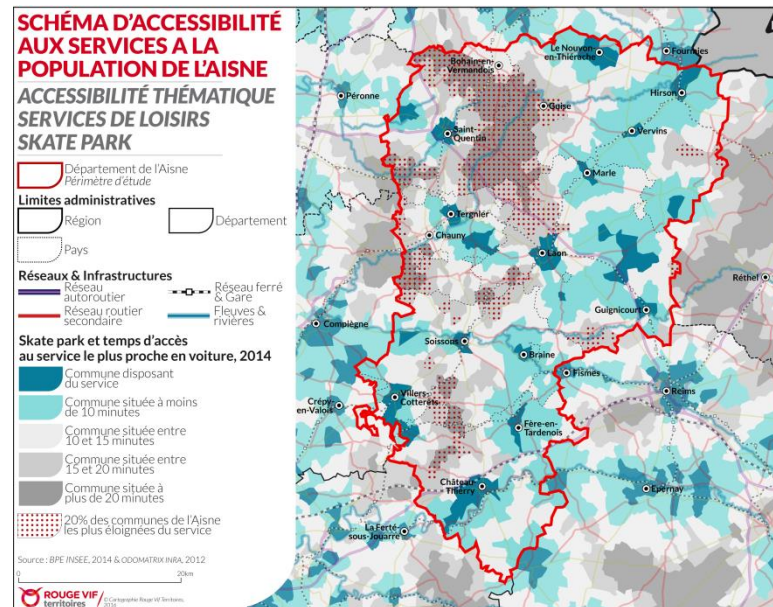 SCHÉMA D'ACCESSIBILITÉ
AUX SERVICES A LA
POPULATION DE L'AISNE
ACCESSIBILITÉ THÉMATIQUE
SERVICES DE LOISIRS
SKATE PARK
Département de l'Aisne
Périmètre d'étude
Limites administratives
Région
Département
Pays
Réseaux & Infrastructures
Réseau
autoroutier
Réseau ferré
& Gare
Réseau routier
secondaire
Fleuves &
rivières
Skate park et temps d'accès
au service le plus proche en voiture, 2014
Commune disposant
du service
Commune située à moins
de 10 minutes
Commune située entre
10 et 15 minutes
Commune située entre
15 et 20 minutes
Commune située à
plus de 20 minutes
20% des communes de l'Aisne
les plus éloignées du service
Source : BPE INSEE, 2014 & ODOMATRIX INRA, 2012
0
20km
ROUGE VIF
territoires
© Cartographie Rouge Vif Territoires,
2016
Le Nouvon
en-Thiérache
Fourmies
Bohain-en-
Vermandois
Péronne
Hirson
Guise
Saint-
Quentin
Vervins
Marle
Tergnier
Chauny
Laon
Réthel
Guignicourt
Compiègne
Soissons
Braine
Fismes
Reims
Crépy-
en-Valois
Villers-
Cotterêts
Fère-en-
Tardenois
Château-
Thierry
Epernay
La Ferté-
sous-Jouarre